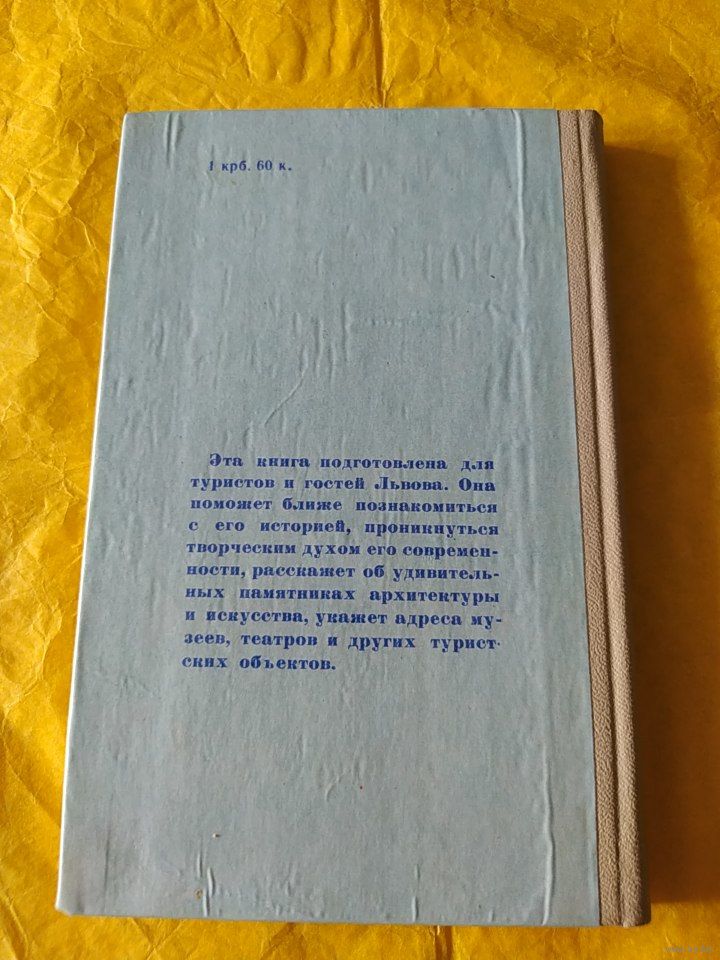 1 крб. 60 к.
Эта книга подготовлена для
туристов и гостей Львова. Она
поможет ближе познакомиться
с его историей, проникнуться
творческим духом его современ-
ности, расскажет об удивитель-
ных памятниках архитектуры
и искусства, укажет адреса му-
зеев, театров и других турист-
ских объектов.